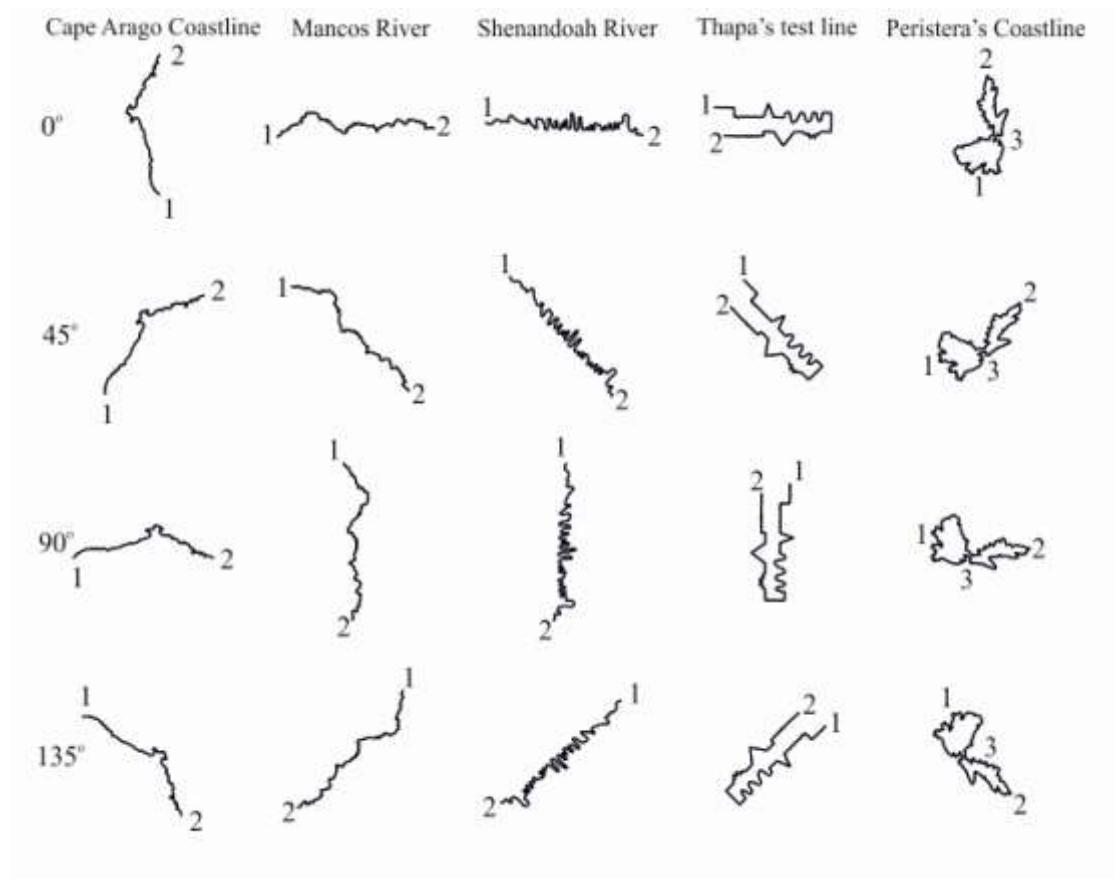 Cape Arago Coastline Mancos River Shenandoah River Thapa's test line Peristera's Coastline
0° 2 1 1 2 1 2 1 2 2 3 1
45° 2 1 1 2 1 2 1 2 2 1 3
90° 1 2 1 2 1 2 2 1 1 2 3
135° 1 2 1 2 1 2 2 1 1 3 2